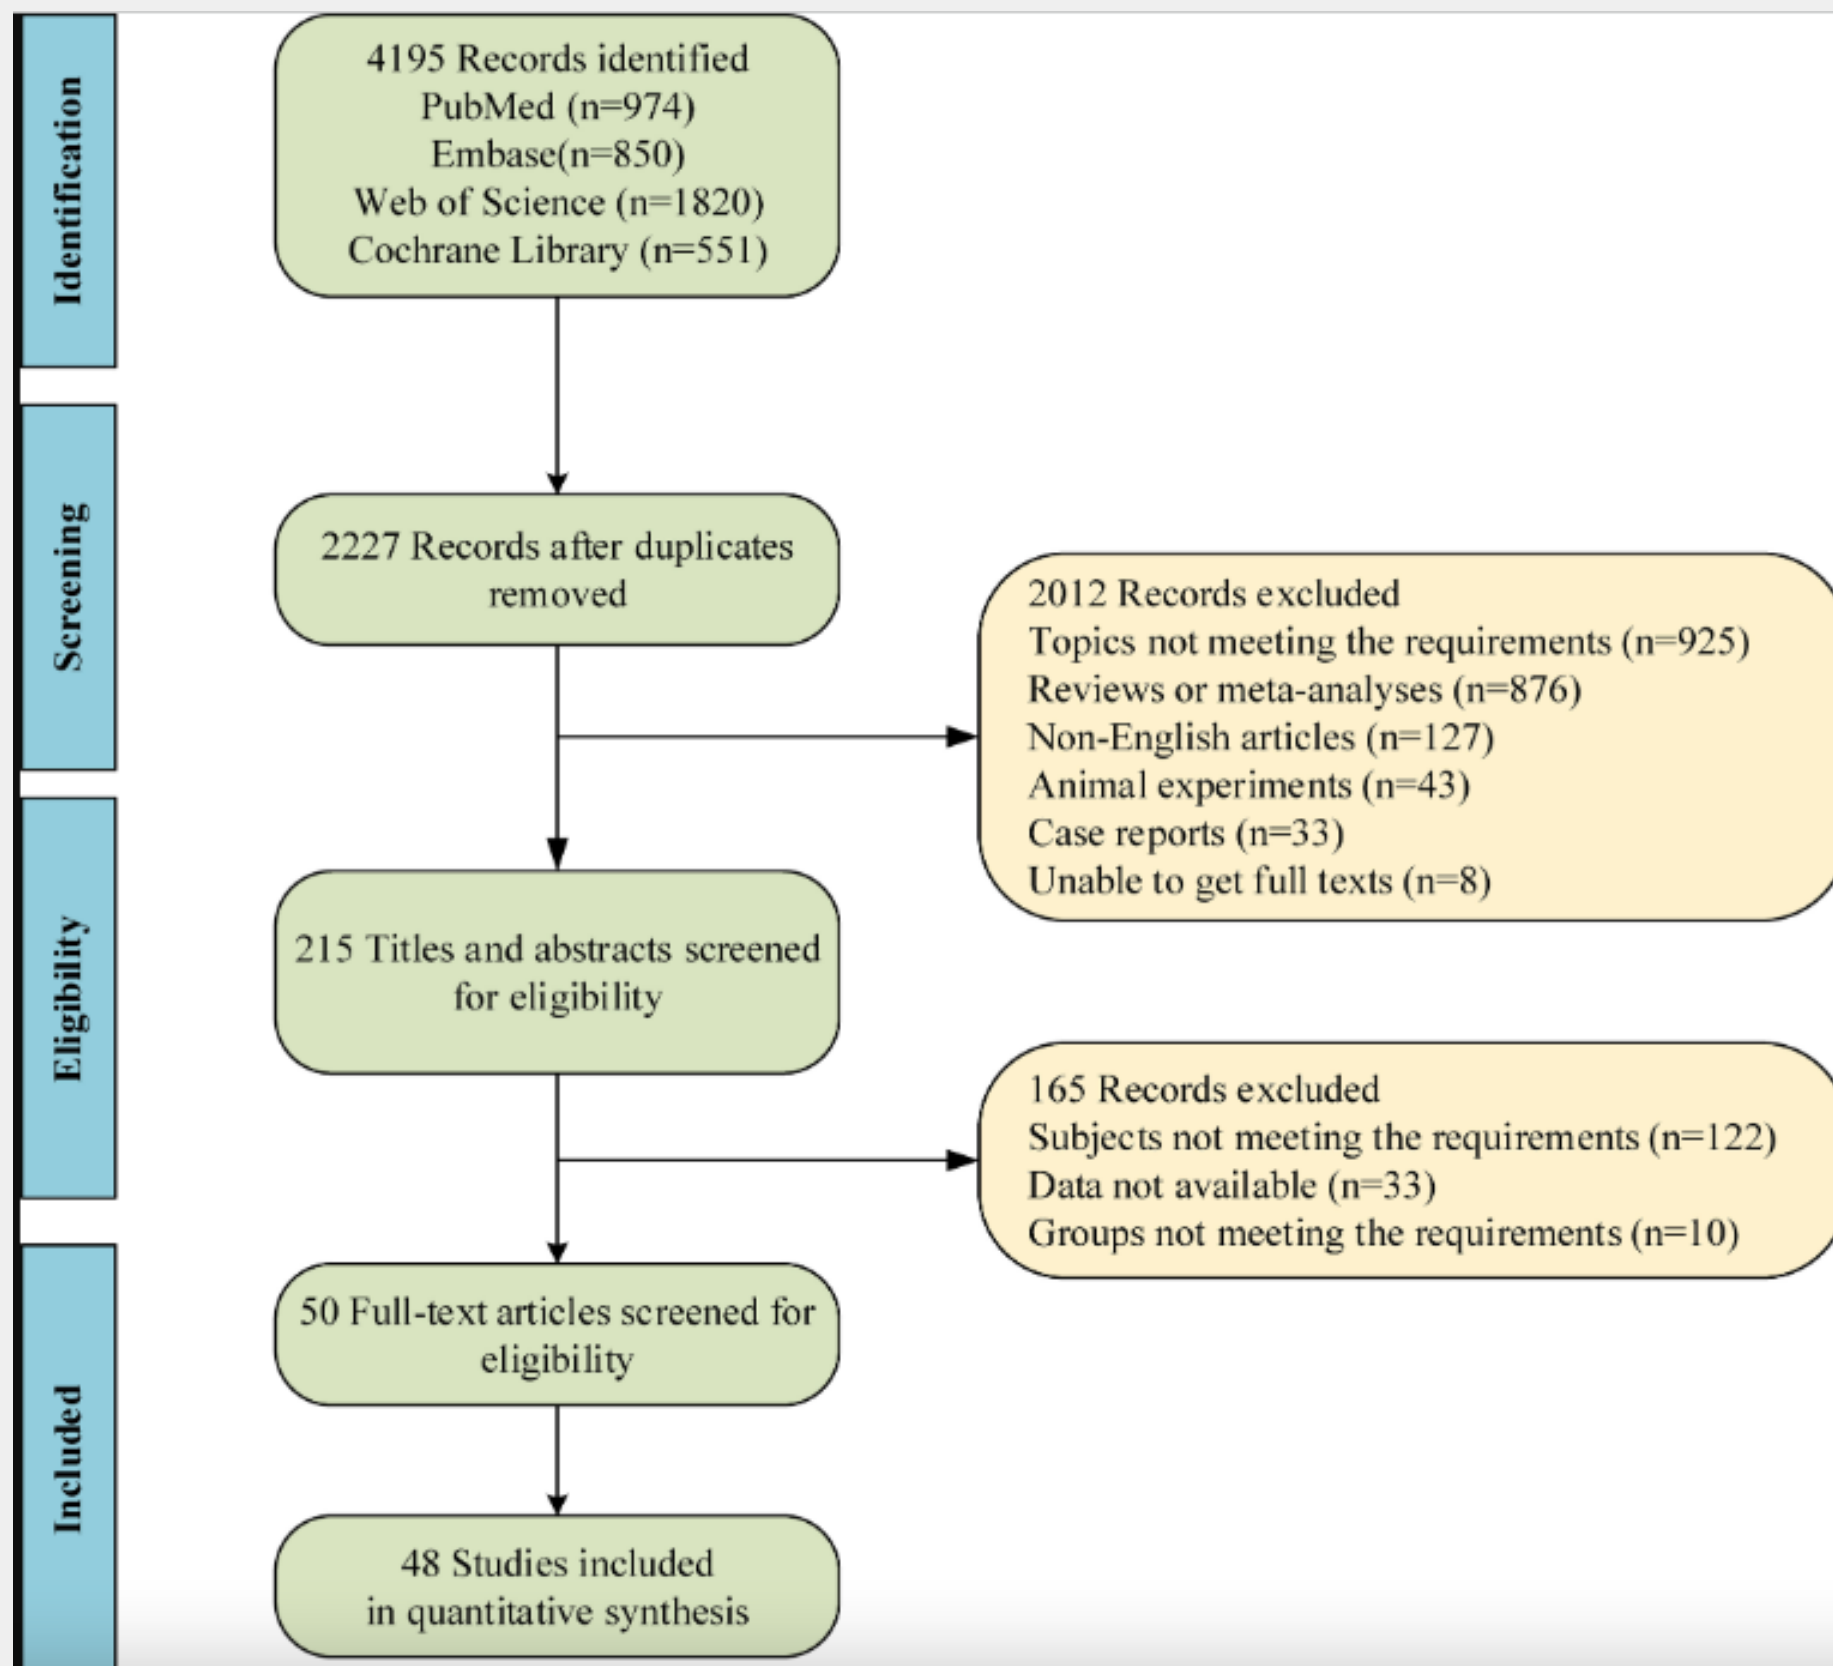 Identification
4195 Records identified
PubMed (n=974)
Embase(n=850)
Web of Science (n=1820)
Cochrane Library (n=551)
Screening
2227 Records after duplicates
removed
2012 Records excluded
Topics not meeting the requirements (n=925)
Reviews or meta-analyses (n=876)
Non-English articles (n=127)
Animal experiments (n=43)
Case reports (n=33)
Unable to get full texts (n=8)
Eligibility
215 Titles and abstracts screened
for eligibility
165 Records excluded
Subjects not meeting the requirements (n=122)
Data not available (n=33)
Groups not meeting the requirements (n=10)
Included
50 Full-text articles screened for
eligibility
48 Studies included
in quantitative synthesis